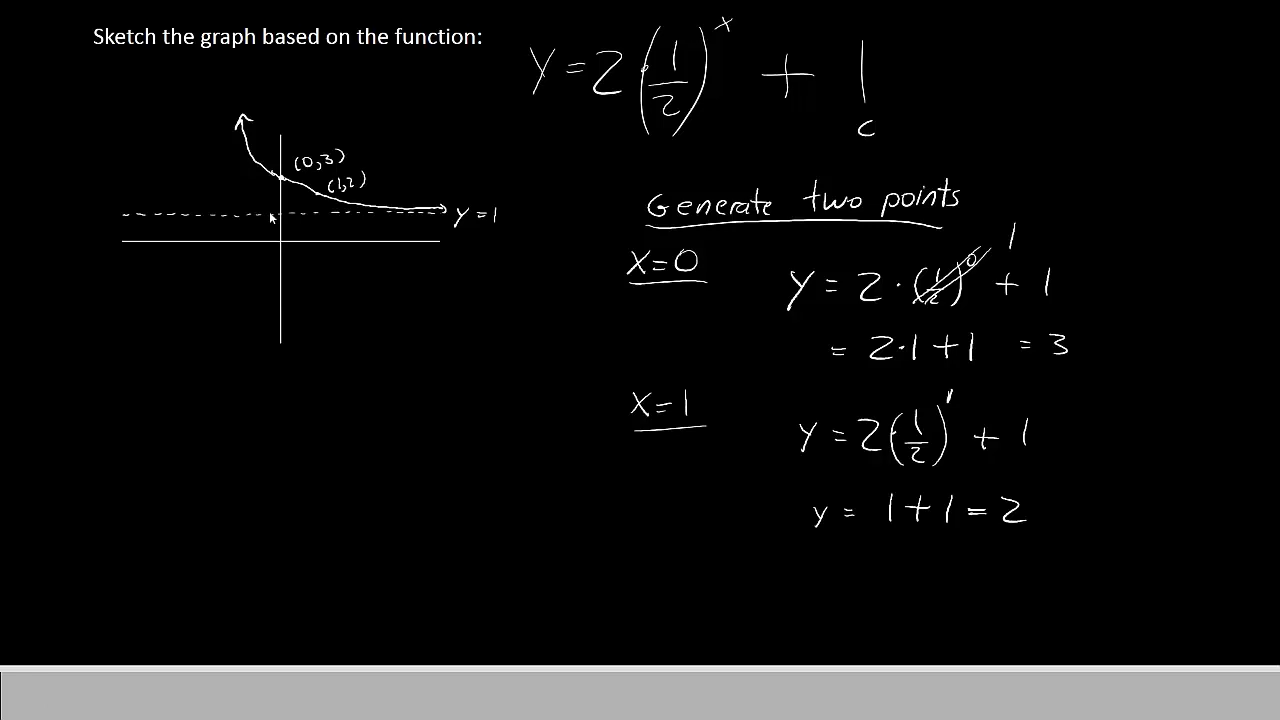 Sketch the graph based on the function:
y = 2(1/2)^x + 1
c
(0,3)
(1,2)
y = 1
Generate two points
x = 0
y = 2 · (1/2)^0 + 1
1
= 2·1 + 1 = 3
x = 1
y = 2(1/2)^1 + 1
y = 1 + 1 = 2